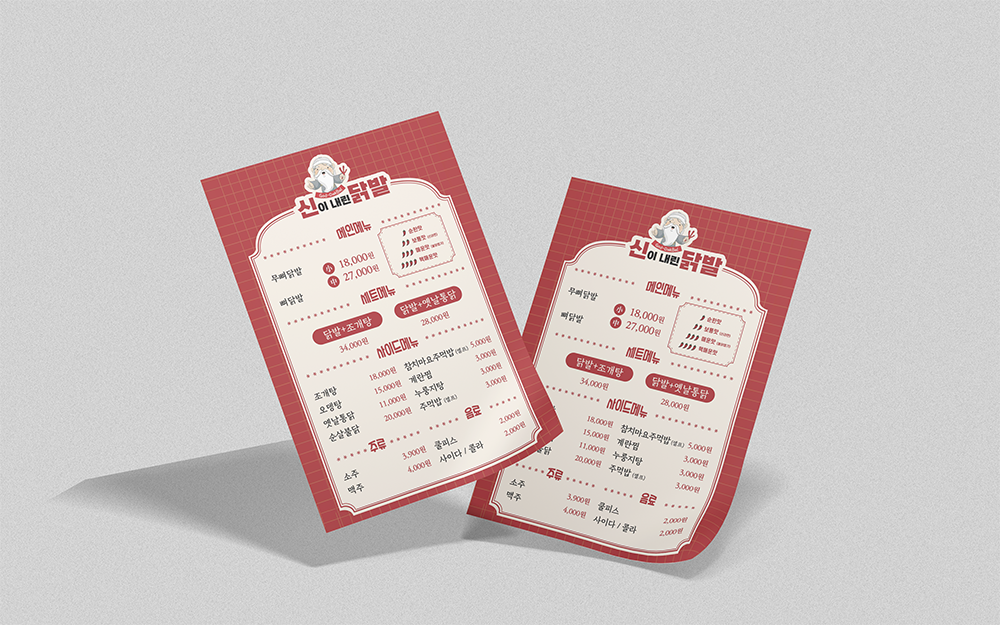 신이 내린 닭발
메인메뉴
무뼈닭발
뼈닭발
小 18,000원
中 27,000원
순한맛
보통맛
매운맛
떡매운맛
세트메뉴
닭발+조개탕
34,000원
닭발+옛날통닭
28,000원
사이드메뉴
조개탕 18,000원
오뎅탕 15,000원
옛날통닭 11,000원
순살불닭 20,000원
참치마요주먹밥(셀프) 5,000원
계란찜 3,000원
누룽지탕 3,000원
주먹밥 (셀프) 3,000원
주류
소주 3,900원
맥주 4,000원
음료
쿨피스 2,000원
사이다 / 콜라 2,000원
신이 내린 닭발
메인메뉴
무뼈닭발
뼈닭발
小 18,000원
中 27,000원
순한맛
보통맛
매운맛
세트메뉴
닭발+조개탕
34,000원
닭발+옛날통닭
28,000원
사이드메뉴
18,000원
15,000원
11,000원
불닭 20,000원
참치마요주먹밥(셀프) 5,000원
계란찜 3,000원
누룽지탕 3,000원
주먹밥 (셀프) 3,000원
주류
소주 3,900원
맥주 4,000원
음료
쿨피스 2,000원
사이다 / 콜라 2,000원